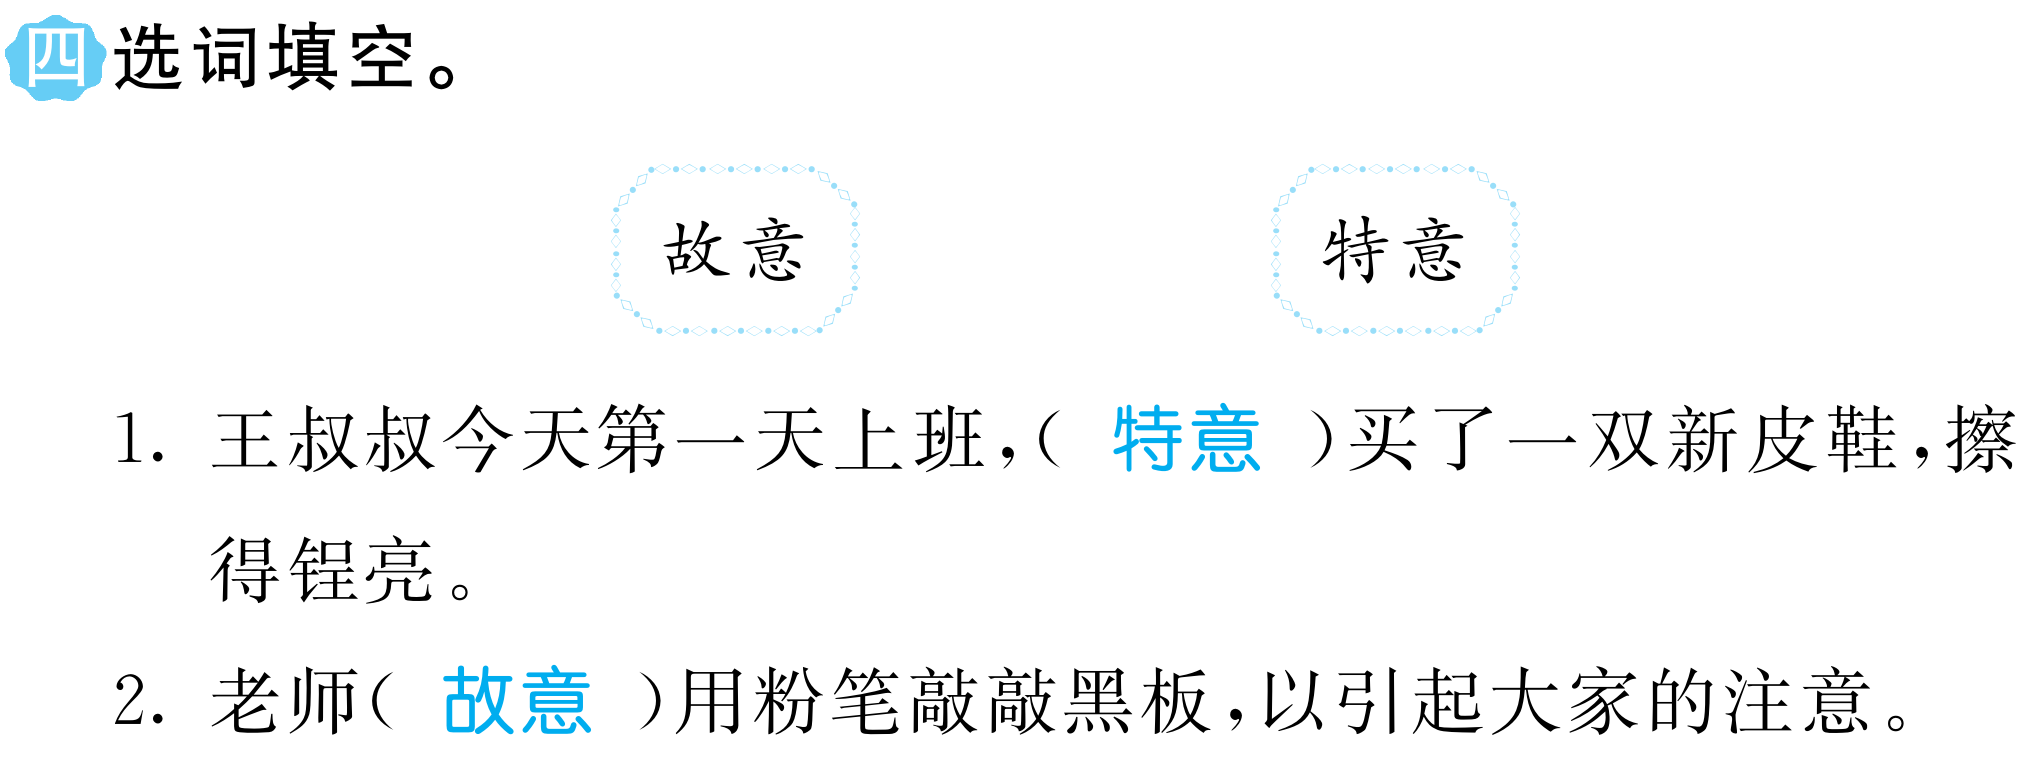 四 选词填空。
故意 特意
1. 王叔叔今天第一天上班,( 特意 )买了一双新皮鞋,擦
得锃亮。
2. 老师( 故意 )用粉笔敲敲黑板,以引起大家的注意。